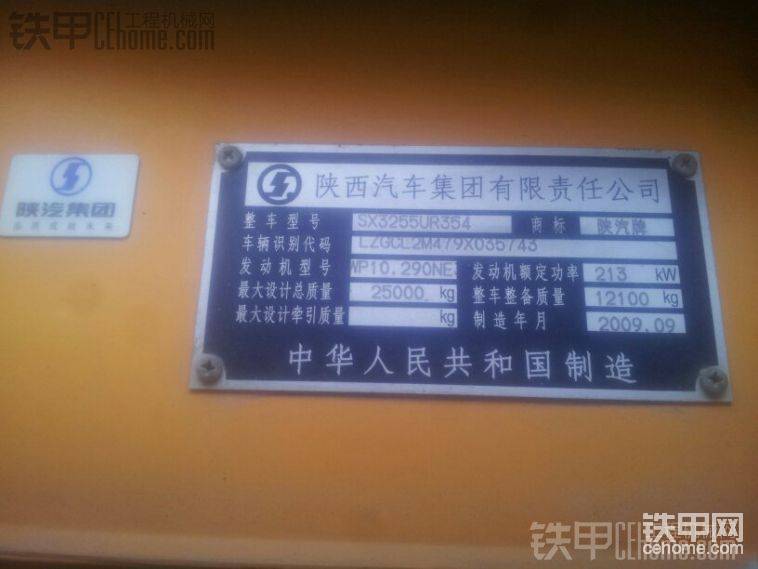 铁甲 工程机械网
CEhome.com
陕汽集团
陕西汽车集团有限责任公司
整车型号 SX3255UR354 商标 陕汽牌
车辆识别代码 LZGCL2M479X035743
发动机型号 WP10.290NE3 发动机额定功率 213 kW
最大设计总质量 25000 kg 整车整备质量 12100 kg
最大设计牵引质量 kg 制造年月 2009.09
中华人民共和国制造
铁甲 CEhome.com
铁甲网
cehome.com